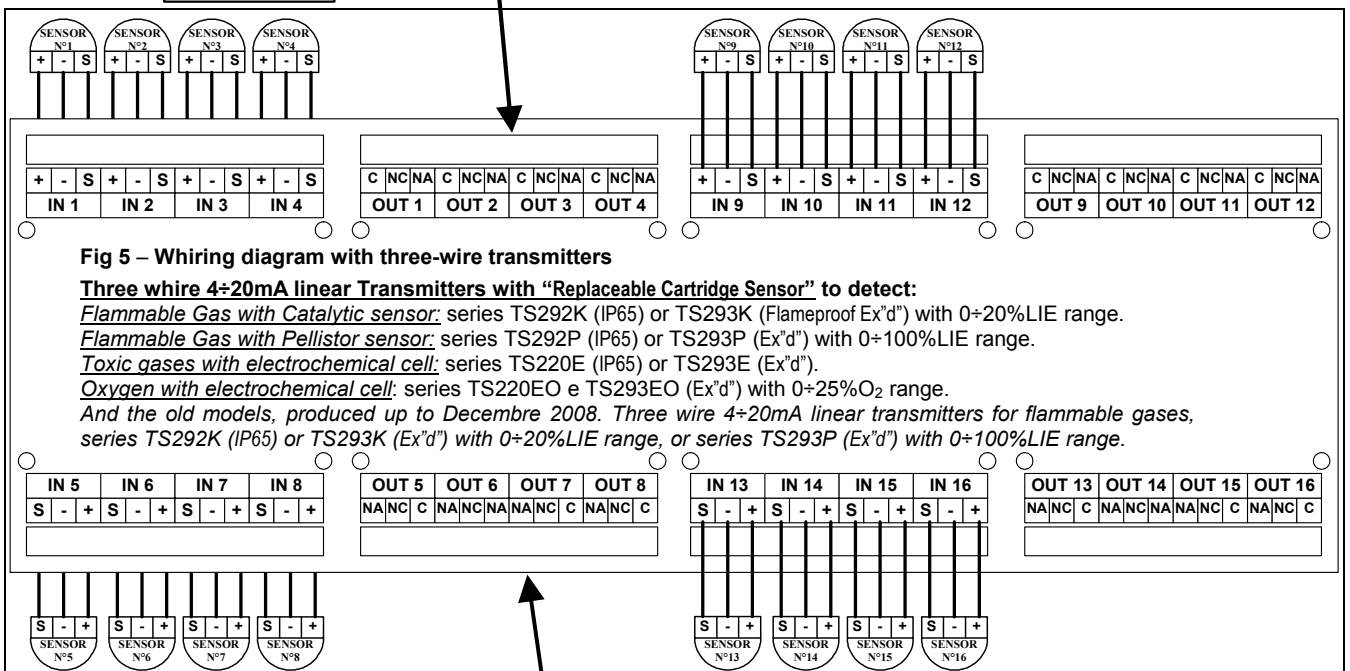 SENSOR N°1 SENSOR N°2 SENSOR N°3 SENSOR N°4 SENSOR N°9 SENSOR N°10 SENSOR N°11 SENSOR N°12
+ - S + - S + - S + - S + - S + - S + - S + - S
+ - S + - S + - S + - S C NC NA C NC NA C NC NA C NC NA + - S + - S + - S + - S C NC NA C NC NA C NC NA C NC NA
IN 1 IN 2 IN 3 IN 4 OUT 1 OUT 2 OUT 3 OUT 4 IN 9 IN 10 IN 11 IN 12 OUT 9 OUT 10 OUT 11 OUT 12
Fig 5 – Whiring diagram with three-wire transmitters
Three whire 4÷20mA linear Transmitters with “Replaceable Cartridge Sensor” to detect:
Flammable Gas with Catalytic sensor: series TS292K (IP65) or TS293K (Flameproof Ex”d”) with 0÷20%LIE range.
Flammable Gas with Pellistor sensor: series TS292P (IP65) or TS293P (Ex”d”) with 0÷100%LIE range.
Toxic gases with electrochemical cell: series TS220E (IP65) or TS293E (Ex”d”).
Oxygen with electrochemical cell: series TS220EO e TS293EO (Ex”d”) with 0÷25%O₂ range.
And the old models, produced up to Decembre 2008. Three wire 4÷20mA linear transmitters for flammable gases,
series TS292K (IP65) or TS293K (Ex”d”) with 0÷20%LIE range, or series TS293P (Ex”d”) with 0÷100%LIE range.
IN 5 IN 6 IN 7 IN 8 OUT 5 OUT 6 OUT 7 OUT 8 IN 13 IN 14 IN 15 IN 16 OUT 13 OUT 14 OUT 15 OUT 16
S - + S - + S - + S - + NA NC C NA NC NA NA NC C NA NC C S - + S - + S - + S - + NA NC C NA NC NA NA NC C NA NC C
S - + S - + S - + S - + S - + S - + S - + S - +
SENSOR N°5 SENSOR N°6 SENSOR N°7 SENSOR N°8 SENSOR N°13 SENSOR N°14 SENSOR N°15 SENSOR N°16